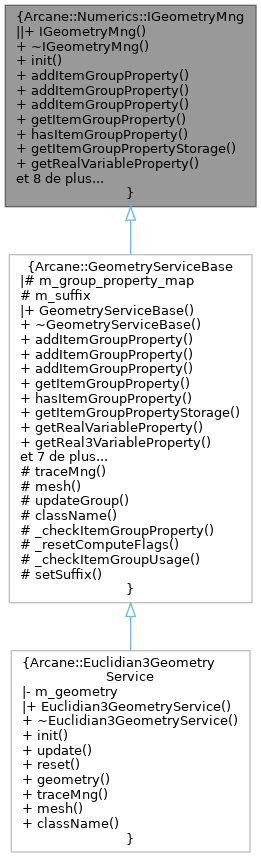 {Arcane::Numerics::IGeometryMng
||+ IGeometryMng()
+ ~IGeometryMng()
+ init()
+ addItemGroupProperty()
+ addItemGroupProperty()
+ addItemGroupProperty()
+ getItemGroupProperty()
+ hasItemGroupProperty()
+ getItemGroupPropertyStorage()
+ getRealVariableProperty()
et 8 de plus...
}
{Arcane::GeometryServiceBase
|# m_group_property_map
# m_suffix
|+ GeometryServiceBase()
+ ~GeometryServiceBase()
+ addItemGroupProperty()
+ addItemGroupProperty()
+ addItemGroupProperty()
+ getItemGroupProperty()
+ hasItemGroupProperty()
+ getItemGroupPropertyStorage()
+ getRealVariableProperty()
+ getReal3VariableProperty()
et 7 de plus...
# traceMng()
# mesh()
# updateGroup()
# className()
# _checkItemGroupProperty()
# _resetComputeFlags()
# _checkItemGroupUsage()
# setSuffix()
}
{Arcane::Euclidian3Geometry
Service
|- m_geometry
|+ Euclidian3GeometryService()
+ ~Euclidian3GeometryService()
+ init()
+ update()
+ reset()
+ geometry()
+ traceMng()
+ mesh()
+ className()
}